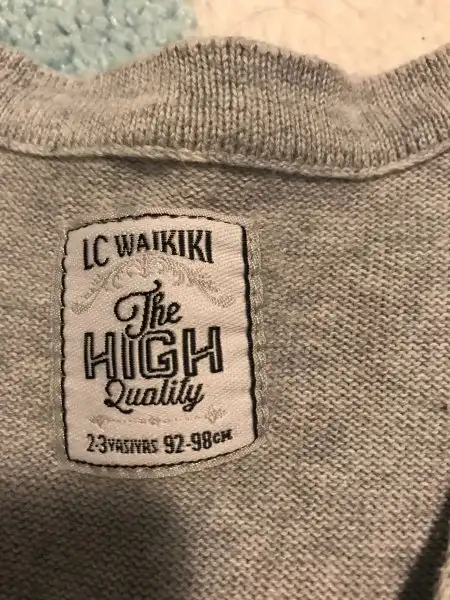 LC WAIKIKI
The
HIGH
Quality
2-3YAS/YRS 92-98CM